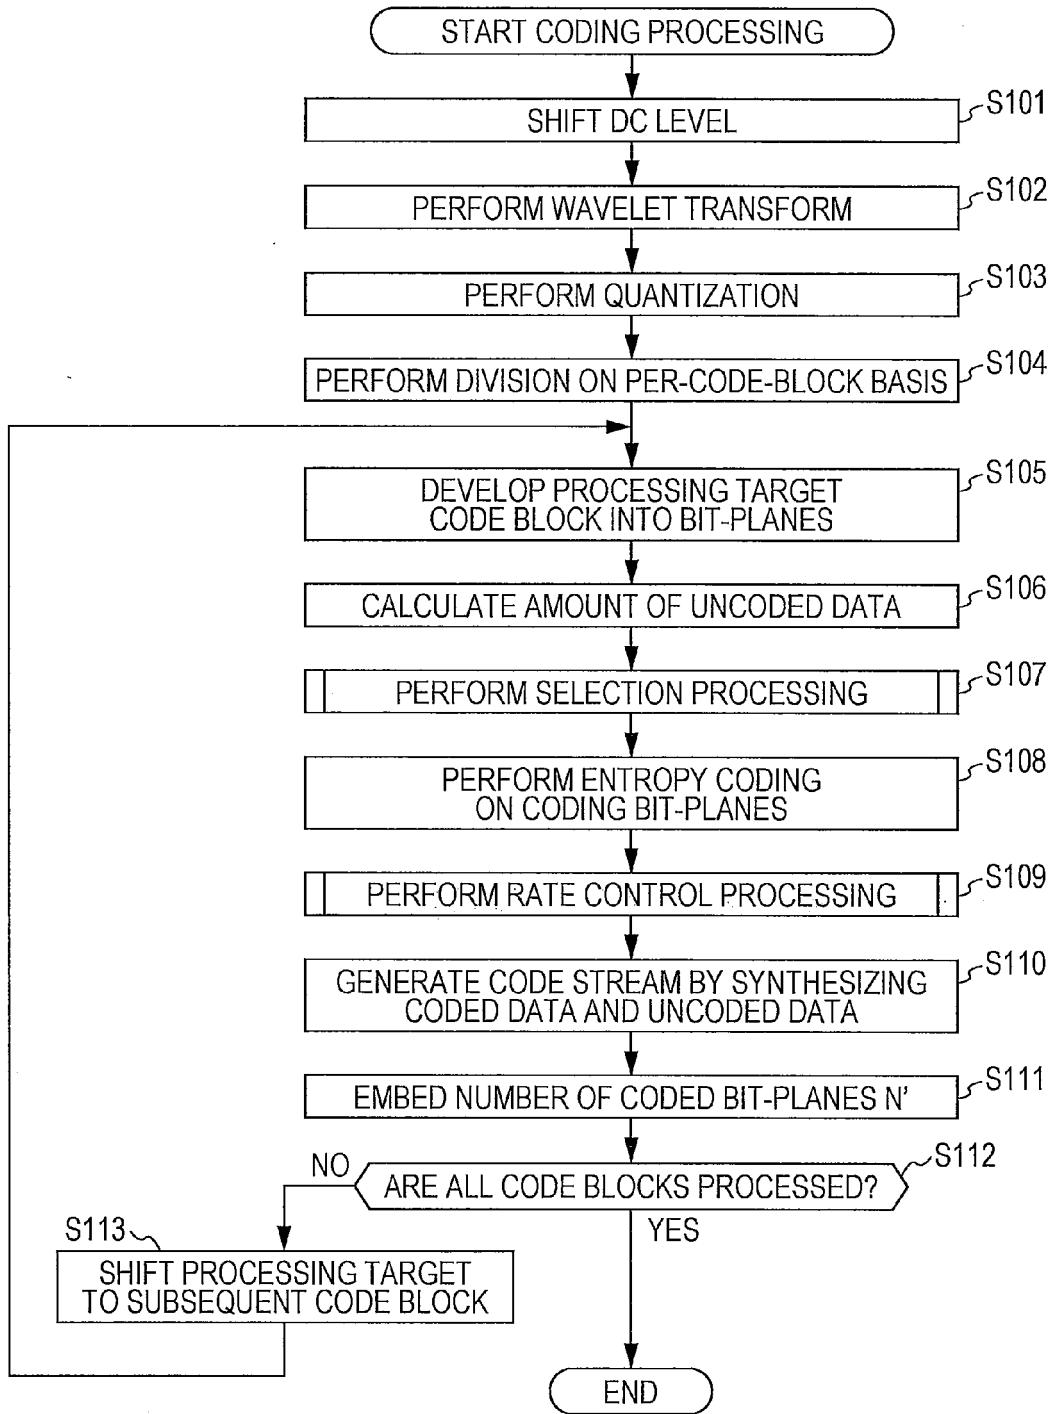 START CODING PROCESSING
S101
SHIFT DC LEVEL
S102
PERFORM WAVELET TRANSFORM
S103
PERFORM QUANTIZATION
S104
PERFORM DIVISION ON PER-CODE-BLOCK BASIS
S105
DEVELOP PROCESSING TARGET
CODE BLOCK INTO BIT-PLANES
S106
CALCULATE AMOUNT OF UNCODED DATA
S107
PERFORM SELECTION PROCESSING
S108
PERFORM ENTROPY CODING
ON CODING BIT-PLANES
S109
PERFORM RATE CONTROL PROCESSING
S110
GENERATE CODE STREAM BY SYNTHESIZING
CODED DATA AND UNCODED DATA
S111
EMBED NUMBER OF CODED BIT-PLANES N'
S112
NO
ARE ALL CODE BLOCKS PROCESSED?
YES
S113
SHIFT PROCESSING TARGET
TO SUBSEQUENT CODE BLOCK
END